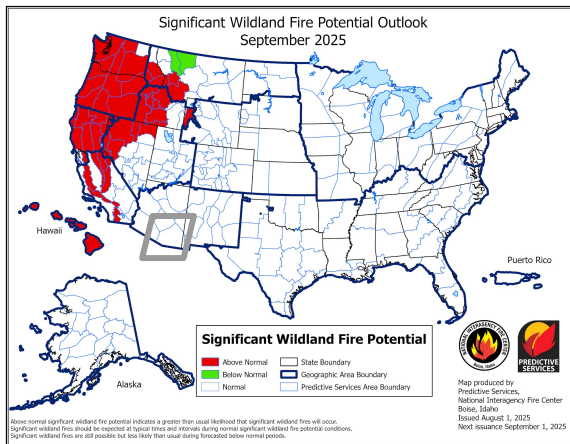 Significant Wildland Fire Potential Outlook
September 2025
Hawaii
Puerto Rico
Alaska
Significant Wildland Fire Potential
Above Normal
State Boundary
Below Normal
Geographic Area Boundary
Normal
Predictive Services Area Boundary
NATIONAL INTERAGENCY FIRE CENTER
Boise, Idaho
PREDICTIVE
SERVICES
Map produced by
Predictive Services,
National Interagency Fire Center
Boise, Idaho
Issued August 1, 2025
Next issuance September 1, 2025
Above normal significant wildland fire potential indicates a greater than usual likelihood that significant wildland fires will occur.
Significant wildland fires should be expected at typical times and intervals during normal significant wildland fire potential conditions.
Significant wildland fires are still possible but less likely than usual during forecasted below normal periods.